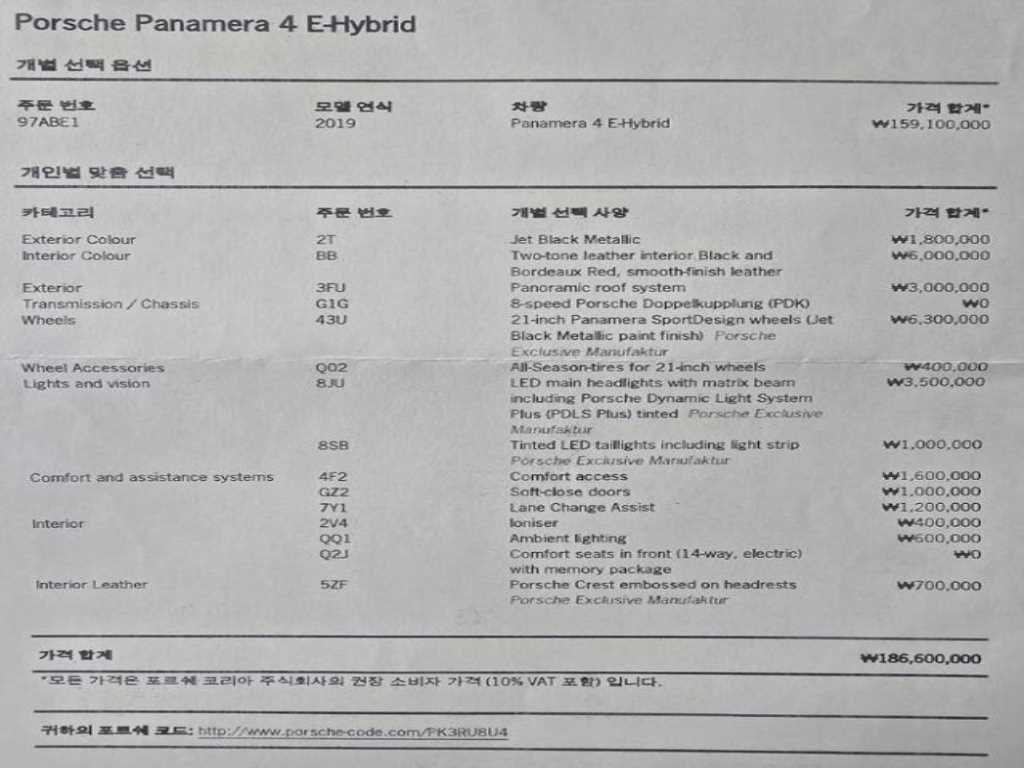 Porsche Panamera 4 E-Hybrid
개별 선택 옵션
주문 번호 모델 연식 차량 가격 합계*
97ABE1 2019 Panamera 4 E-Hybrid ₩159,100,000
개인별 맞춤 선택
카테고리 주문 번호 개별 선택 사양 가격 합계*
Exterior Colour 2T Jet Black Metallic ₩1,800,000
Interior Colour BB Two-tone leather interior Black and ₩6,000,000
Bordeaux Red, smooth-finish leather
Exterior 3FU Panoramic roof system ₩3,000,000
Transmission / Chassis G1G 8-speed Porsche Doppelkupplung (PDK) ₩0
Wheels 43U 21-inch Panamera SportDesign wheels (Jet ₩6,300,000
Black Metallic paint finish) Porsche
Exclusive Manufaktur
Wheel Accessories Q02 All-Season-tires for 21-inch wheels ₩400,000
Lights and vision 8JU LED main headlights with matrix beam ₩3,500,000
including Porsche Dynamic Light System
Plus (PDLS Plus) tinted Porsche Exclusive
Manufaktur
8SB Tinted LED taillights including light strip ₩1,000,000
Porsche Exclusive Manufaktur
Comfort and assistance systems 4F2 Comfort access ₩1,600,000
GZ2 Soft-close doors ₩1,000,000
7Y1 Lane Change Assist ₩1,200,000
Interior 2V4 Ioniser ₩400,000
QQ1 Ambient lighting ₩600,000
Q2J Comfort seats in front (14-way, electric) ₩0
with memory package
Interior Leather 5ZF Porsche Crest embossed on headrests ₩700,000
Porsche Exclusive Manufaktur
가격 합계 ₩186,600,000
*모든 가격은 포르쉐 코리아 주식회사의 권장 소비자 가격 (10% VAT 포함) 입니다.
귀하의 포르쉐 코드: http://www.porsche-code.com/PK3RU8U4